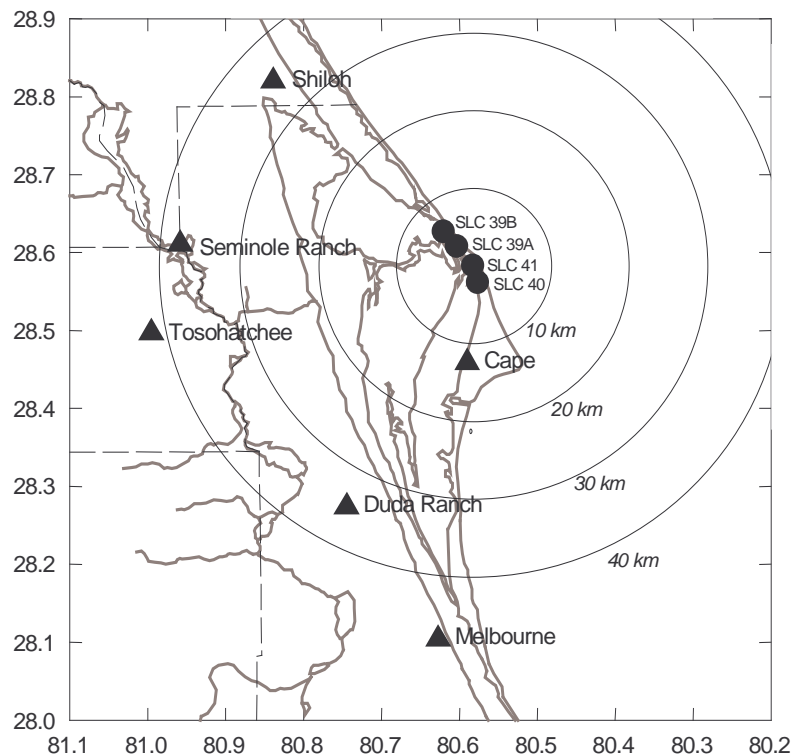 28.9
28.8
28.7
28.6
28.5
28.4
28.3
28.2
28.1
28.0
Shiloh
SLC 39B
SLC 39A
SLC 41
SLC 40
Seminole Ranch
Tosohatchee
10 km
Cape
20 km
30 km
Duda Ranch
40 km
Melbourne
81.1 81.0 80.9 80.8 80.7 80.6 80.5 80.4 80.3 80.2